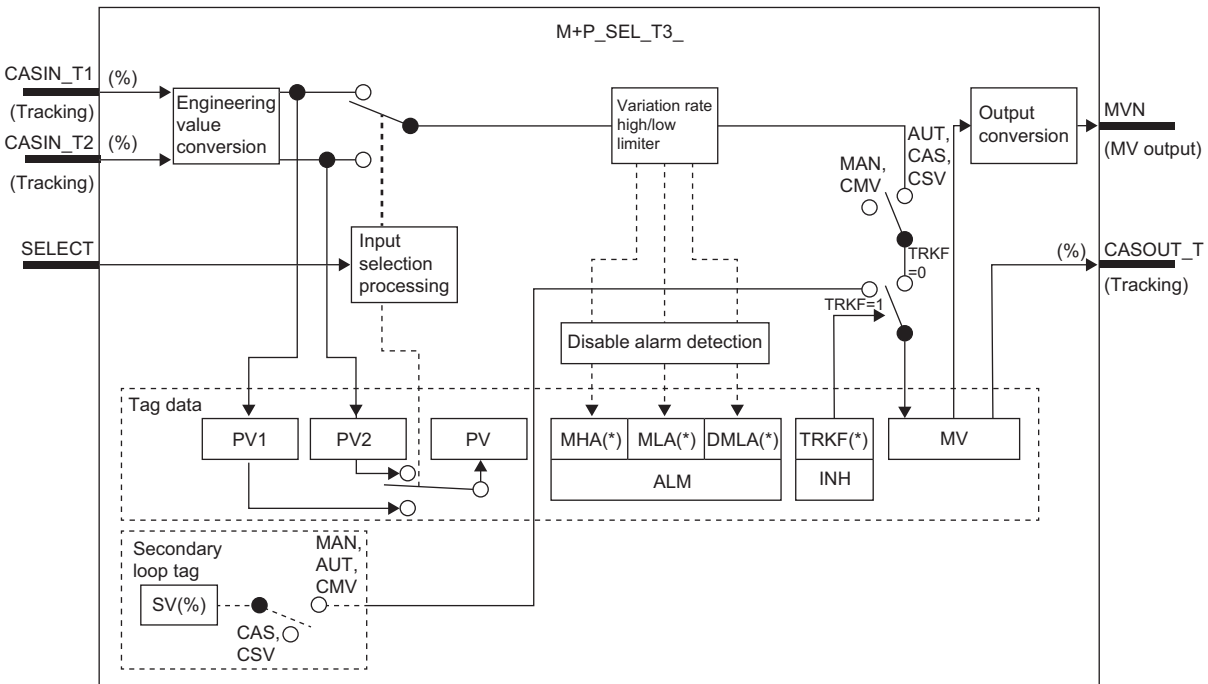 M+P_SEL_T3_
CASIN_T1
(%)
(Tracking)
CASIN_T2
(%)
(Tracking)
Engineering
value
conversion
Variation rate
high/low
limiter
Output
conversion
MVN
(MV output)
AUT,
CAS,
CSV
MAN,
CMV
SELECT
Input
selection
processing
TRKF
=0
(%)
CASOUT_T
(Tracking)
TRKF=1
Disable alarm detection
Tag data
PV1
PV2
PV
MHA(*)
MLA(*)
DMLA(*)
ALM
TRKF(*)
INH
MV
Secondary
loop tag
MAN,
AUT,
CMV
SV(%)
CAS,
CSV